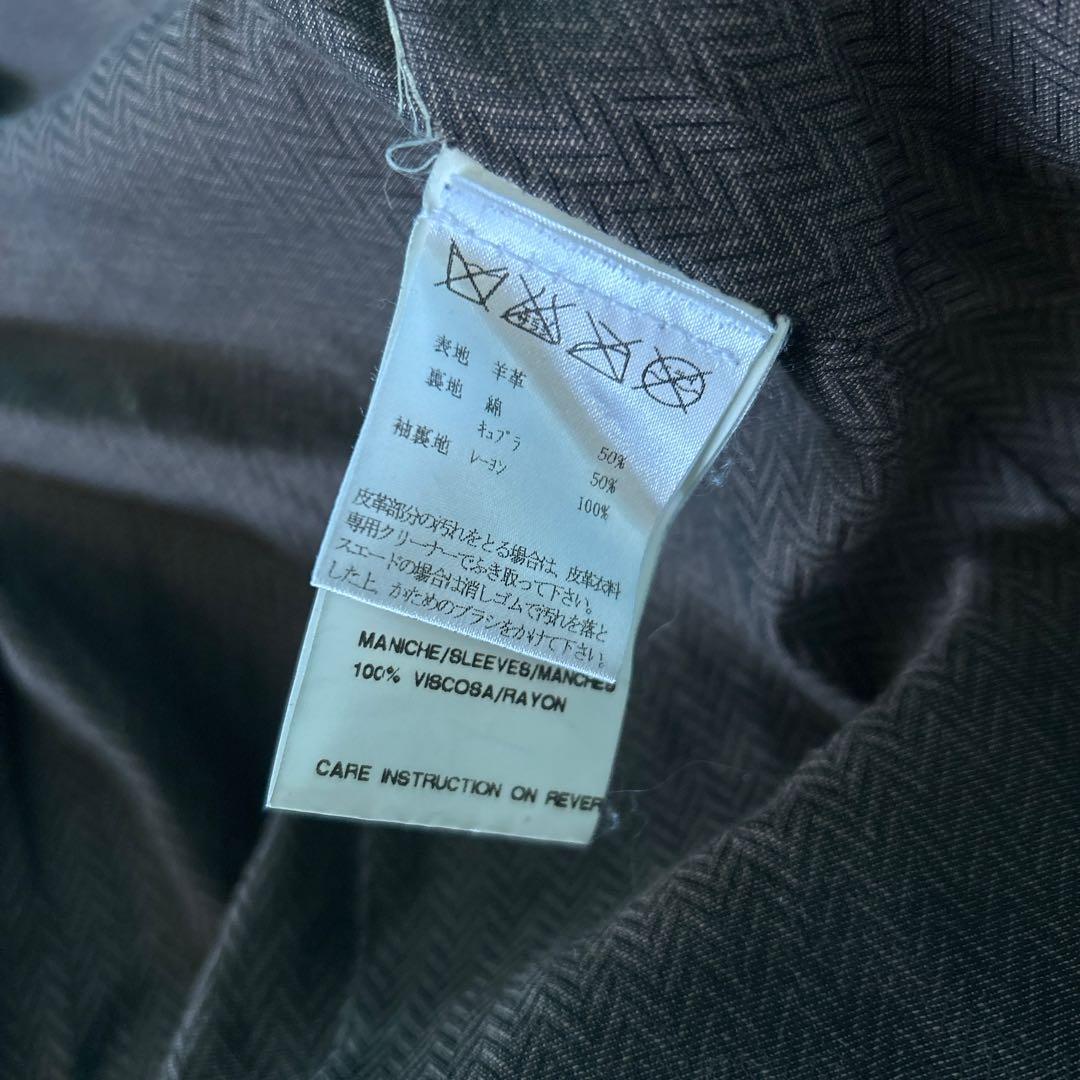 表地 羊革
裏地 綿 50%
キュプラ 50%
袖裏地 レーヨン 100%
皮革部分の汚れをとる場合は、皮革衣料
専用クリーナーでふき取って下さい。
スエードの場合は消しゴムで汚れを落と
した上 かためのブラシをかけて下さい。
MANICHE/SLEEVES/MANCHES
100% VISCOSA/RAYON
CARE INSTRUCTION ON REVER